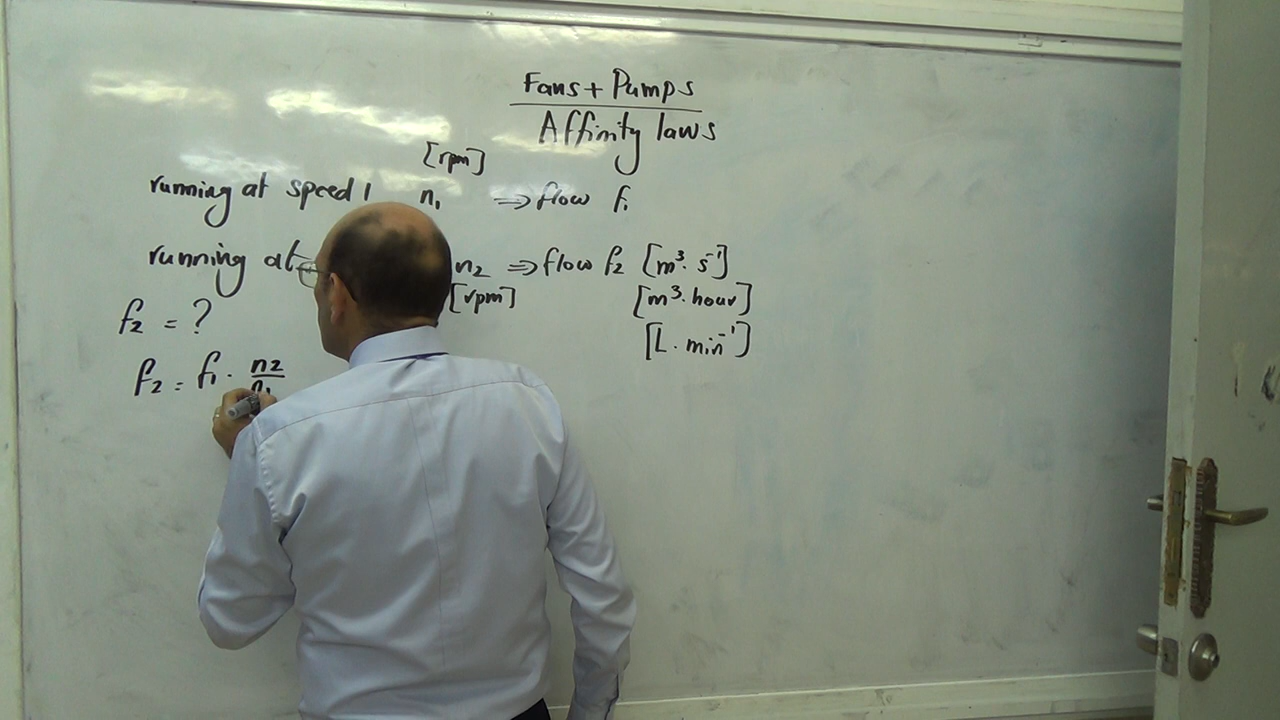 Fans + Pumps
Affinity laws
[rpm]
running at speed 1 n₁ ⇒ flow f₁
running at n₂ ⇒ flow f₂ [m³· s⁻¹]
[rpm] [m³· hour]
f₂ = ? [L · min⁻¹]
f₂ = f₁ · n₂/n₁